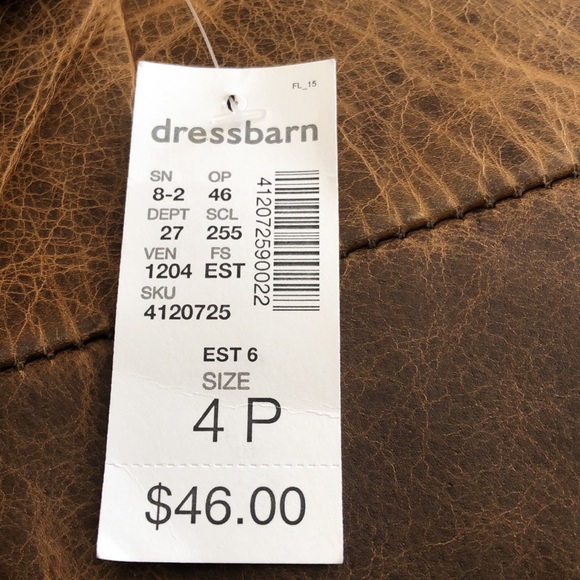 FL_15
dressbarn
SN OP
8-2 46
DEPT SCL
27 255
VEN FS
1204 EST
SKU
4120725
412072590022
EST 6
SIZE
4 P
$46.00